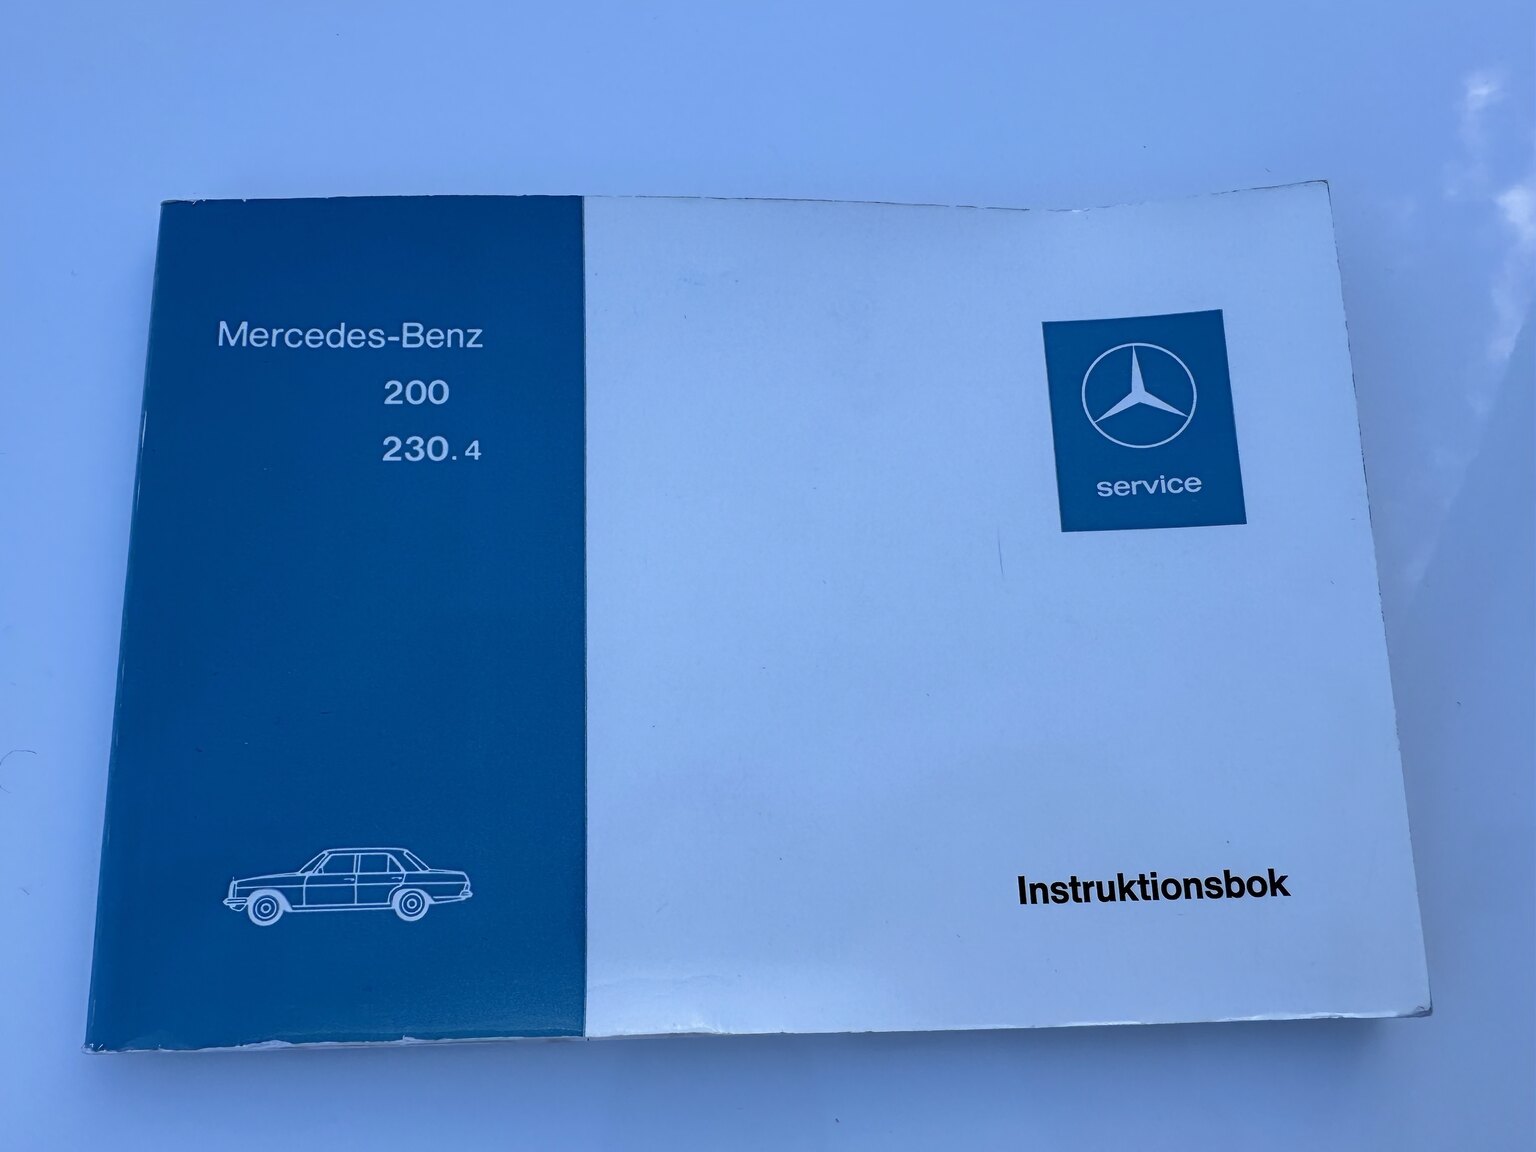 Mercedes-Benz
200
230.4
service
Instruktionsbok